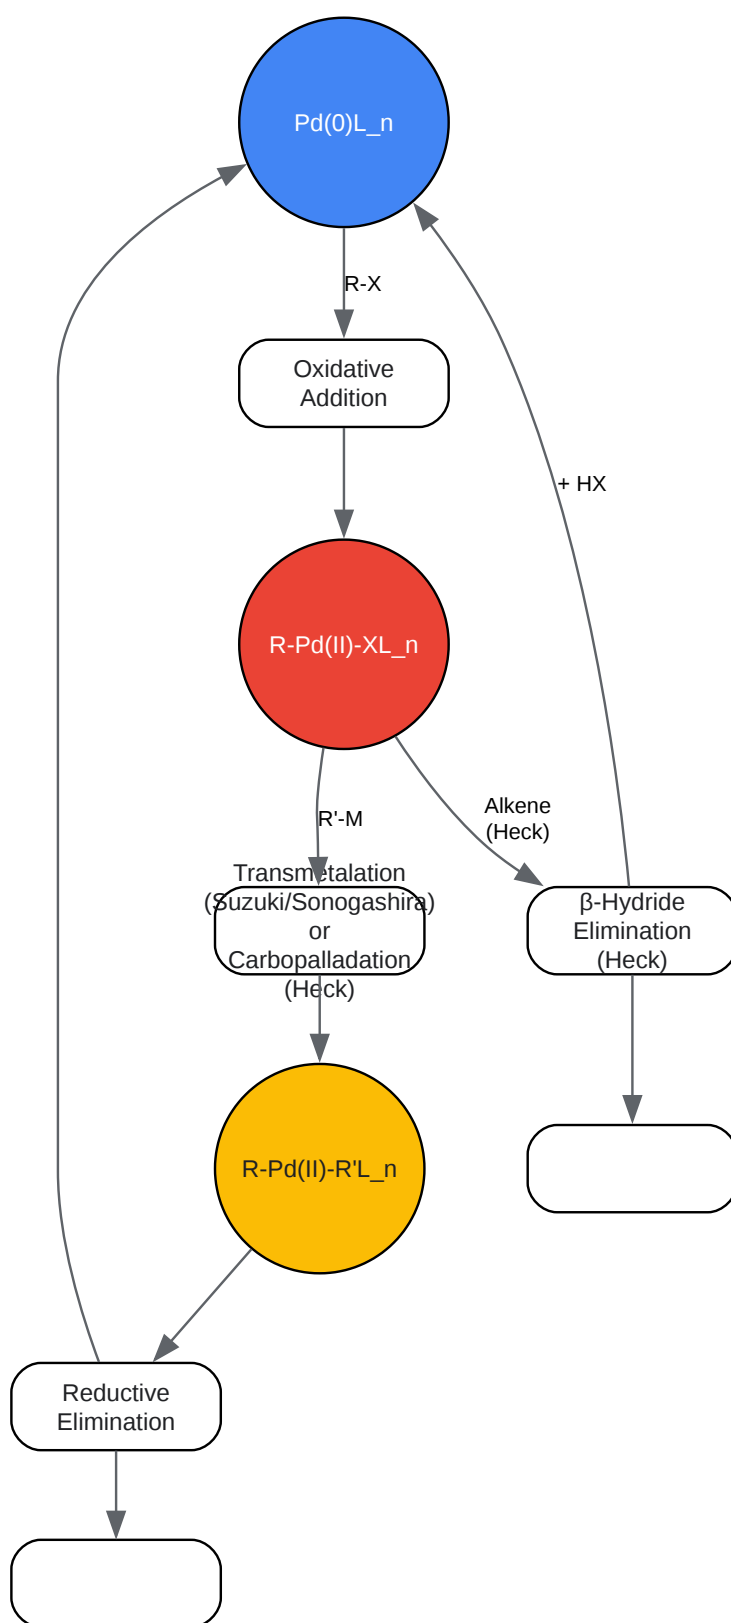 Pd(0)L_n
R-X
Oxidative
Addition
+ HX
R-Pd(II)-XL_n
Alkene
(Heck)
R'-M
Transmetalation
(Suzuki/Sonogashira)
or
Carbopalladation
(Heck)
β-Hydride
Elimination
(Heck)
R-Pd(II)-R'L_n
Reductive
Elimination